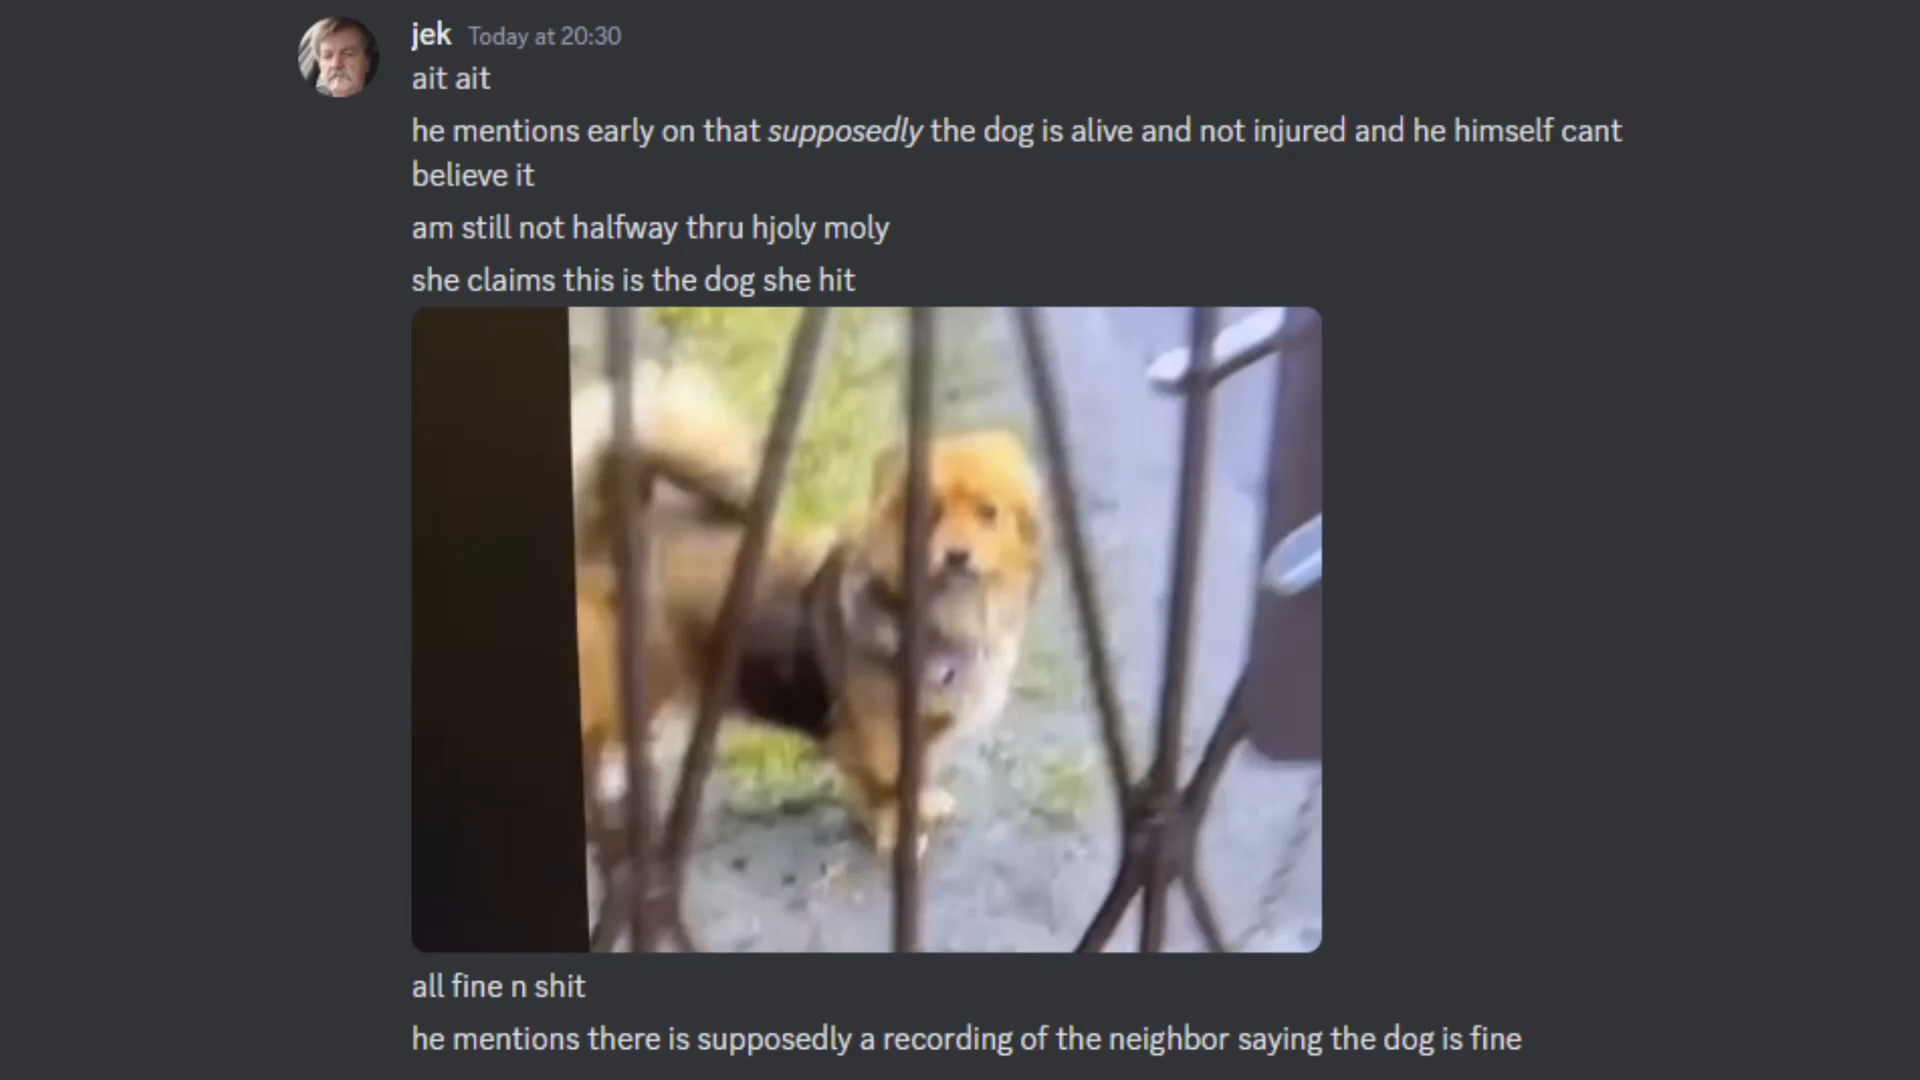 jek Today at 20:30
ait ait
he mentions early on that supposedly the dog is alive and not injured and he himself cant
believe it
am still not halfway thru hjoly moly
she claims this is the dog she hit
all fine n shit
he mentions there is supposedly a recording of the neighbor saying the dog is fine